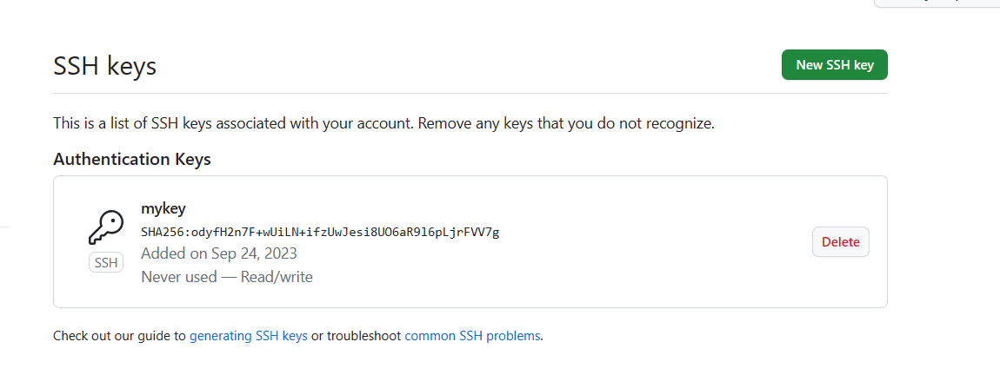 SSH keys
New SSH key
This is a list of SSH keys associated with your account. Remove any keys that you do not recognize.
Authentication Keys
mykey
SHA256:odyfH2n7F+wUiLN+ifzUwJesi8UO6aR9l6pLjrFVV7g
Added on Sep 24, 2023
Never used — Read/write
SSH
Delete
Check out our guide to generating SSH keys or troubleshoot common SSH problems.